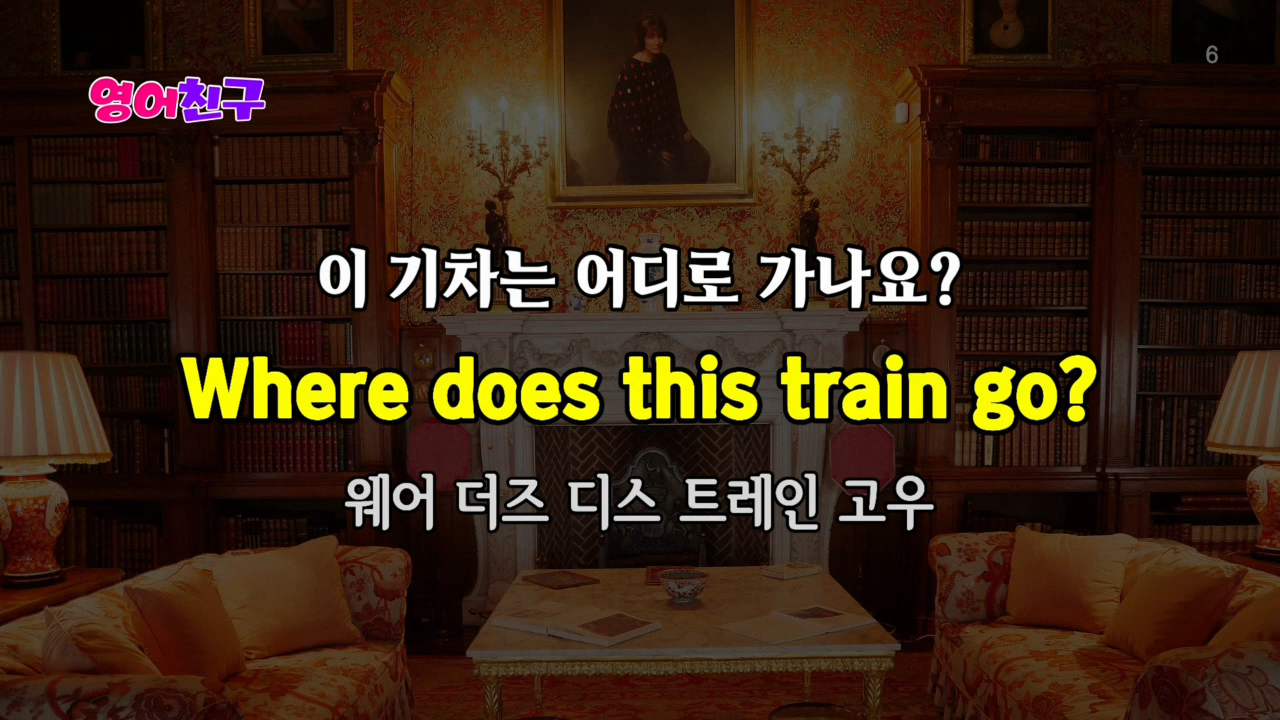 6
영어친구
이 기차는 어디로 가나요?
Where does this train go?
웨어 더즈 디스 트레인 고우